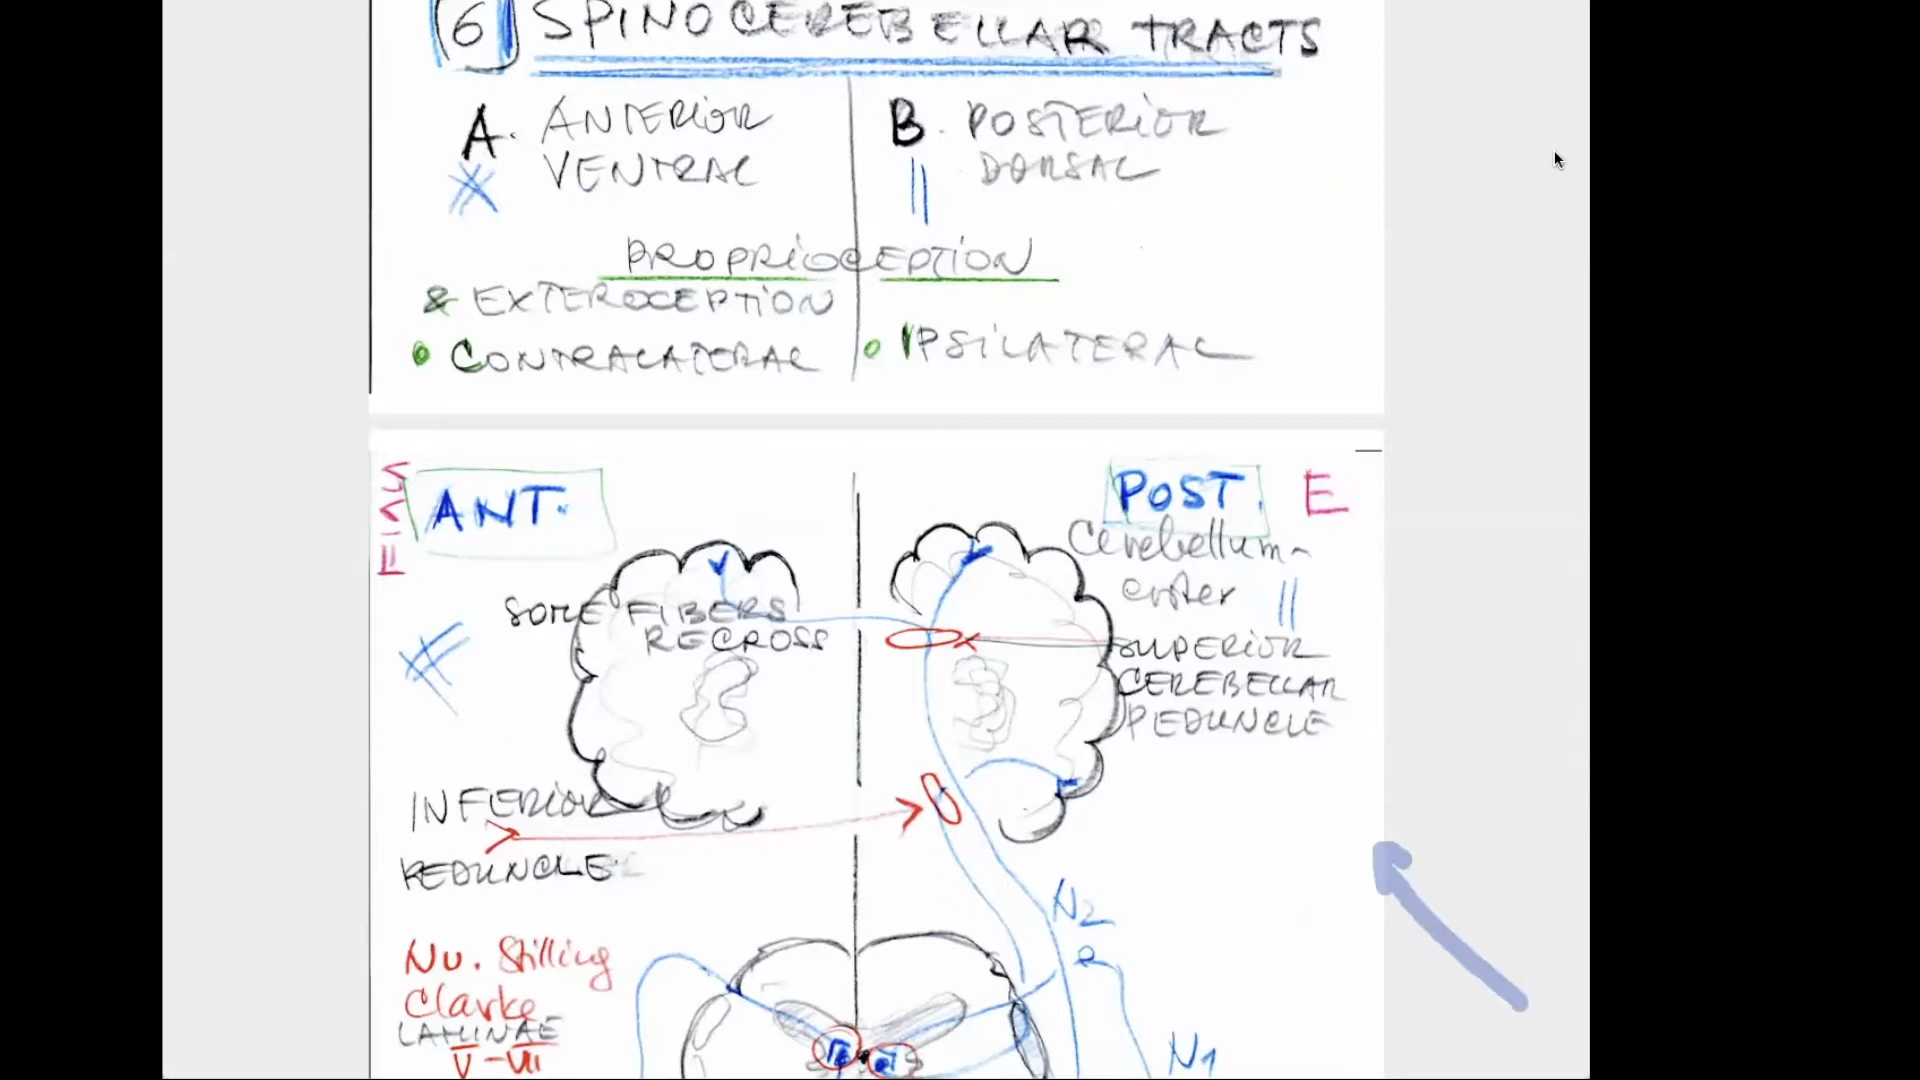 6 SPINOCEREBELLAR TRACTS
A. ANTERIOR
VENTRAL
B. POSTERIOR
DORSAL
PROPRIOCEPTION
& EXTEROCEPTION
• CONTRALATERAL
• IPSILATERAL
ANT.
POST. E
Cerebellum-
SOME FIBERS
RECROSS
SUPERIOR
CEREBELLAR
PEDUNCLE
INFERIOR
PEDUNCLE
N2
Nu. Stilling
Clarke
LAMINAE
V-VII
N1